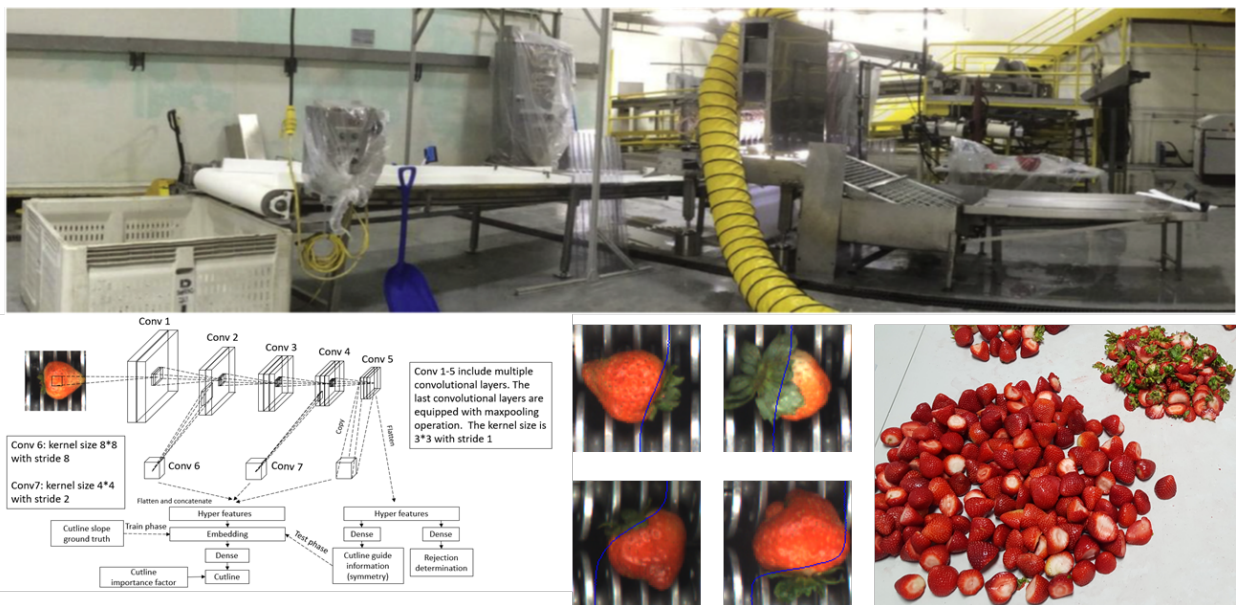 Conv 1
Conv 2
Conv 3
Conv 4
Conv 5
Conv 1-5 include multiple
convolutional layers. The
last convolutional layers are
equipped with maxpooling
operation. The kernel size is
3*3 with stride 1
Conv 6: kernel size 8*8
with stride 8
Conv7: kernel size 4*4
with stride 2
Conv 6
Conv 7
Copy
Flatten
Flatten and concatenate
Hyper features
Hyper features
Cutline slope
ground truth
Train phase
Embedding
Test phase
Dense
Dense
Dense
Cutline importance factor
Cutline
Cutline guide
information
(symmetry)
Rejection
determination